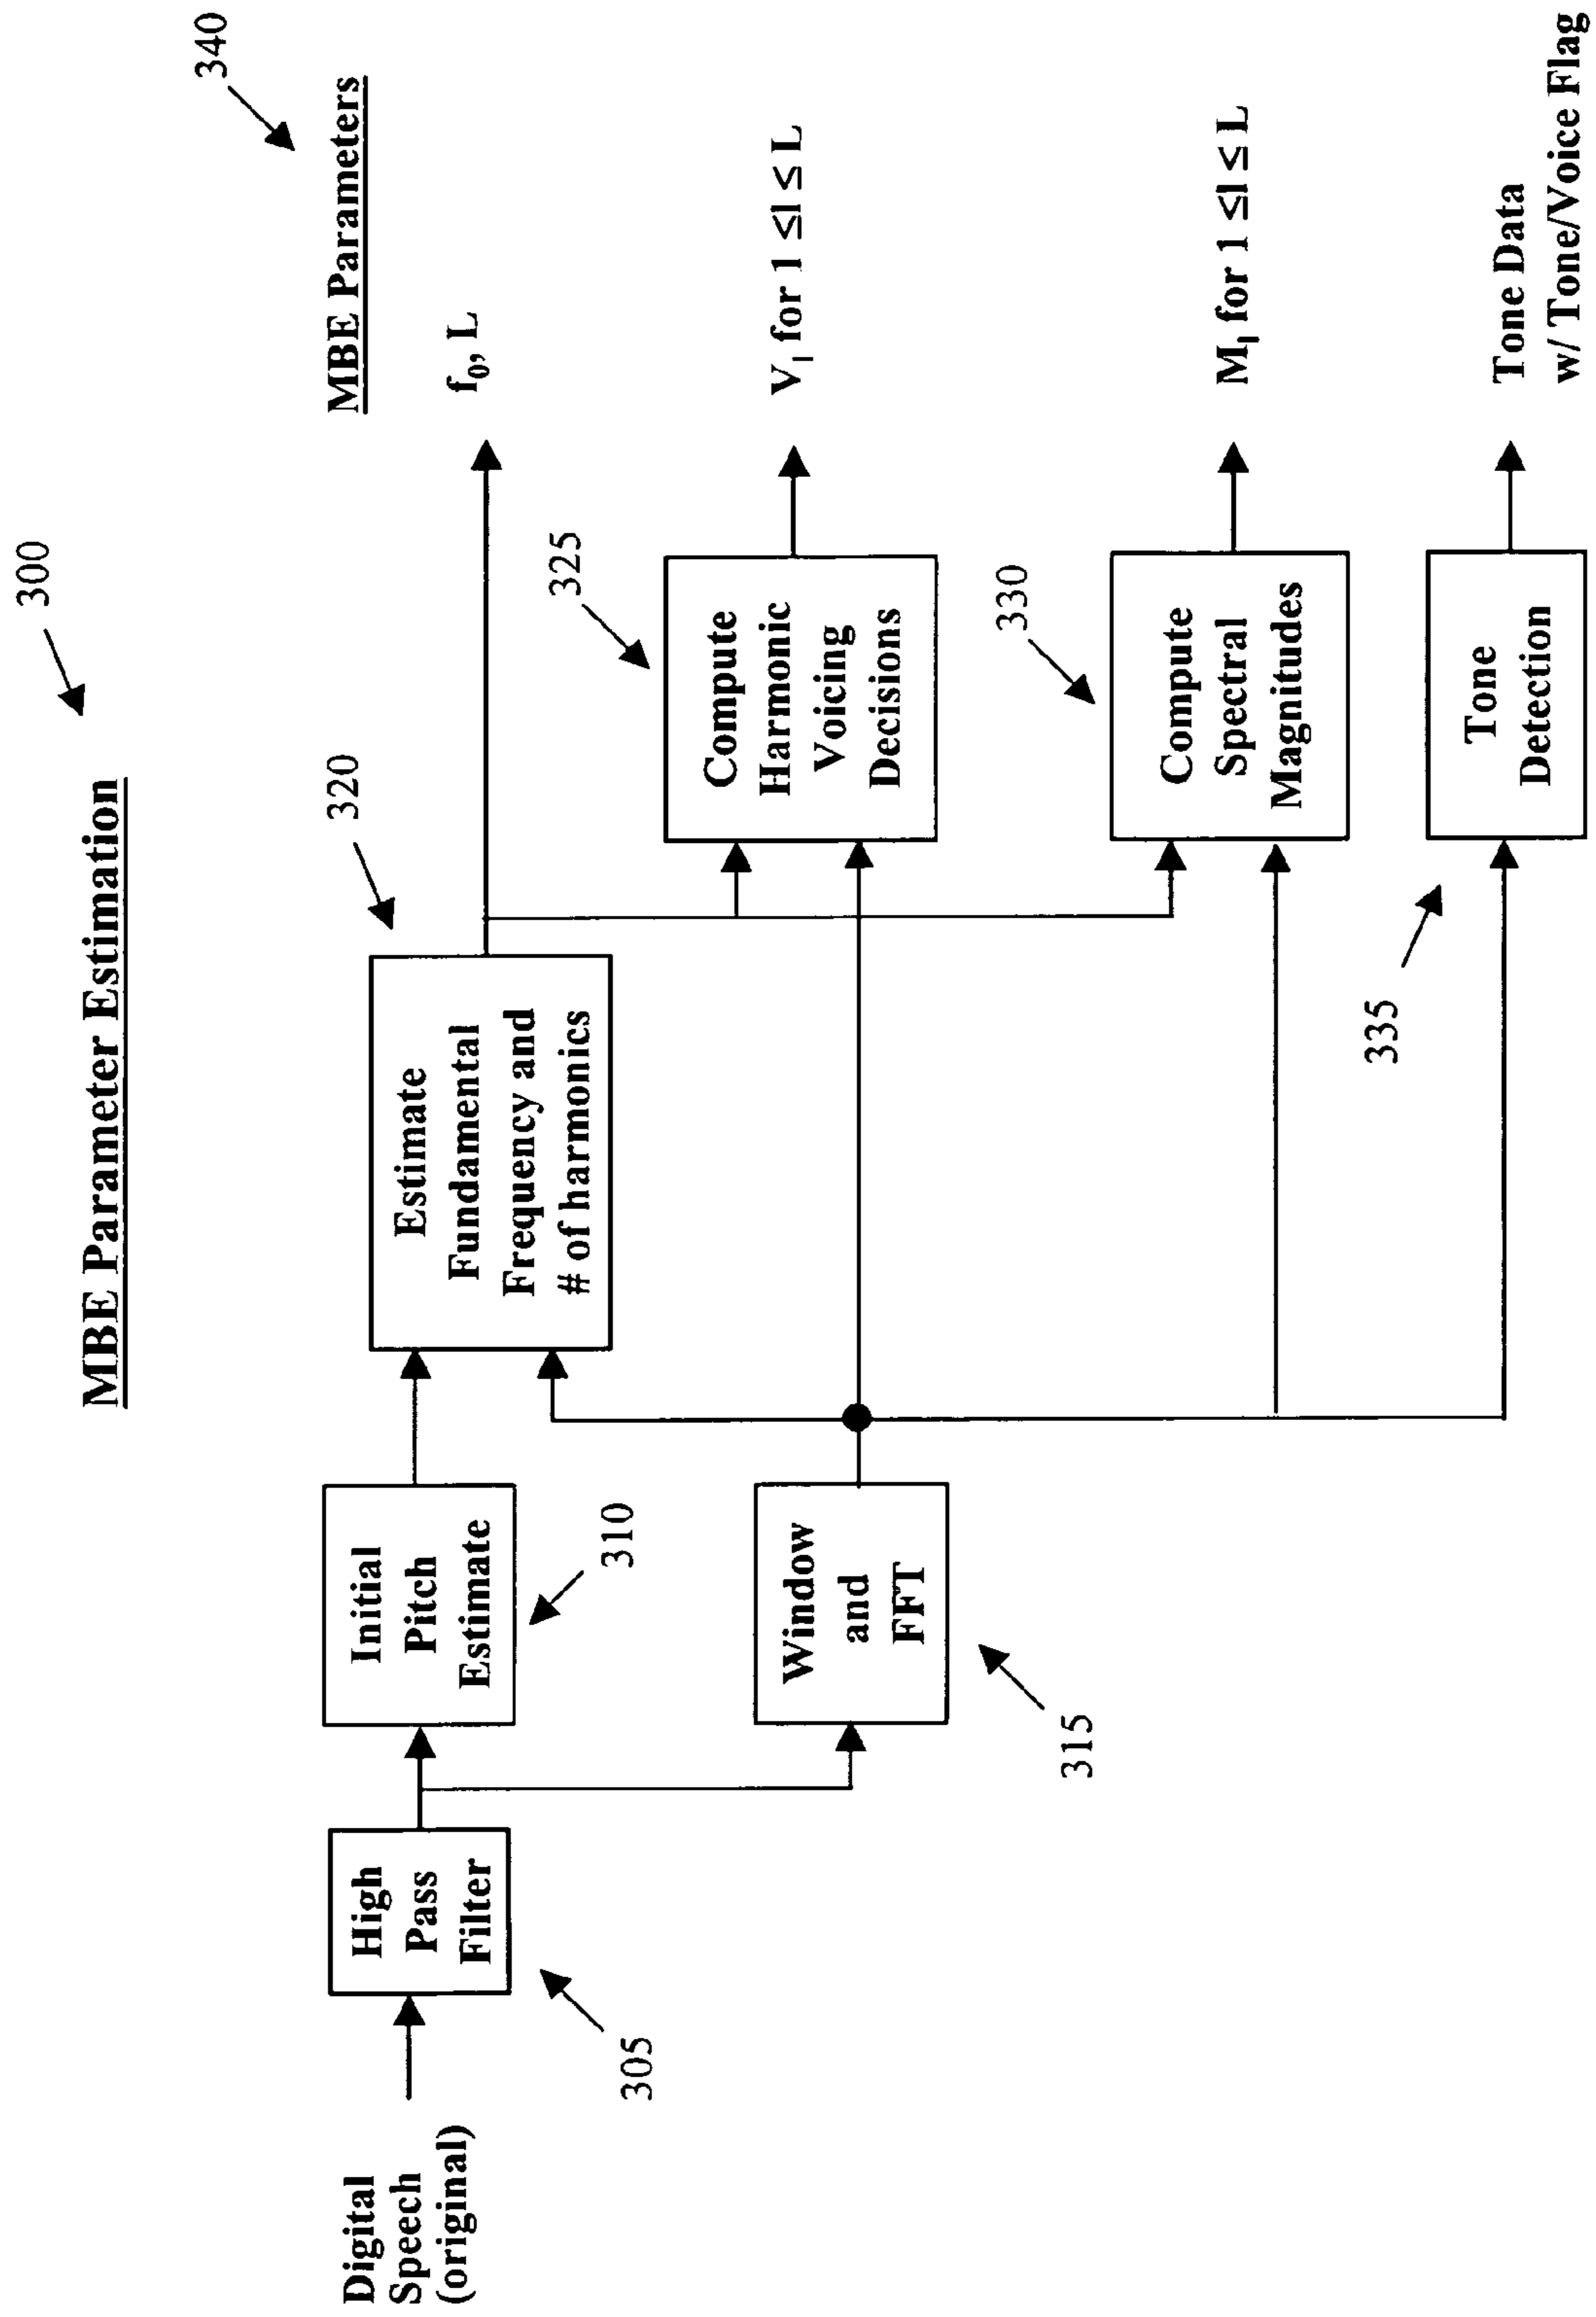 300
MBE Parameter Estimation
340
MBE Parameters
Digital
Speech
(original)
High
Pass
Filter
305
Initial
Pitch
Estimate
310
Window
and
FFT
315
Estimate
Fundamental
Frequency and
# of harmonics
320
f₀, L
Compute
Harmonic
Voicing
Decisions
325
Vₗ for 1 ≤l ≤ L
Compute
Spectral
Magnitudes
330
Mₗ for 1 ≤l ≤ L
Tone
Detection
335
Tone Data
w/ Tone/Voice Flag